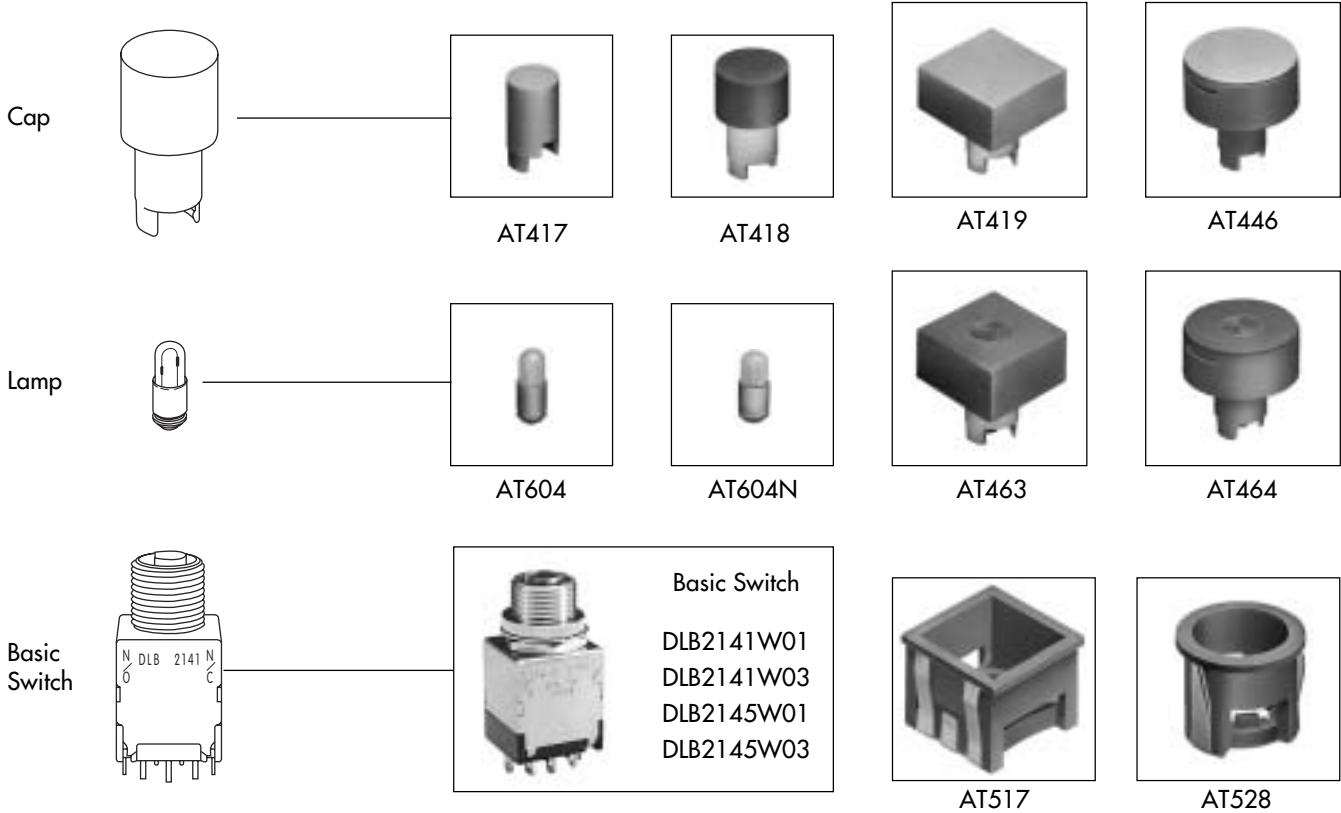 Cap
AT417
AT418
AT419
AT446
Lamp
AT604
AT604N
AT463
AT464
Basic
Switch
N/O DLB 2141 N/C
Basic Switch
DLB2141W01
DLB2141W03
DLB2145W01
DLB2145W03
AT517
AT528